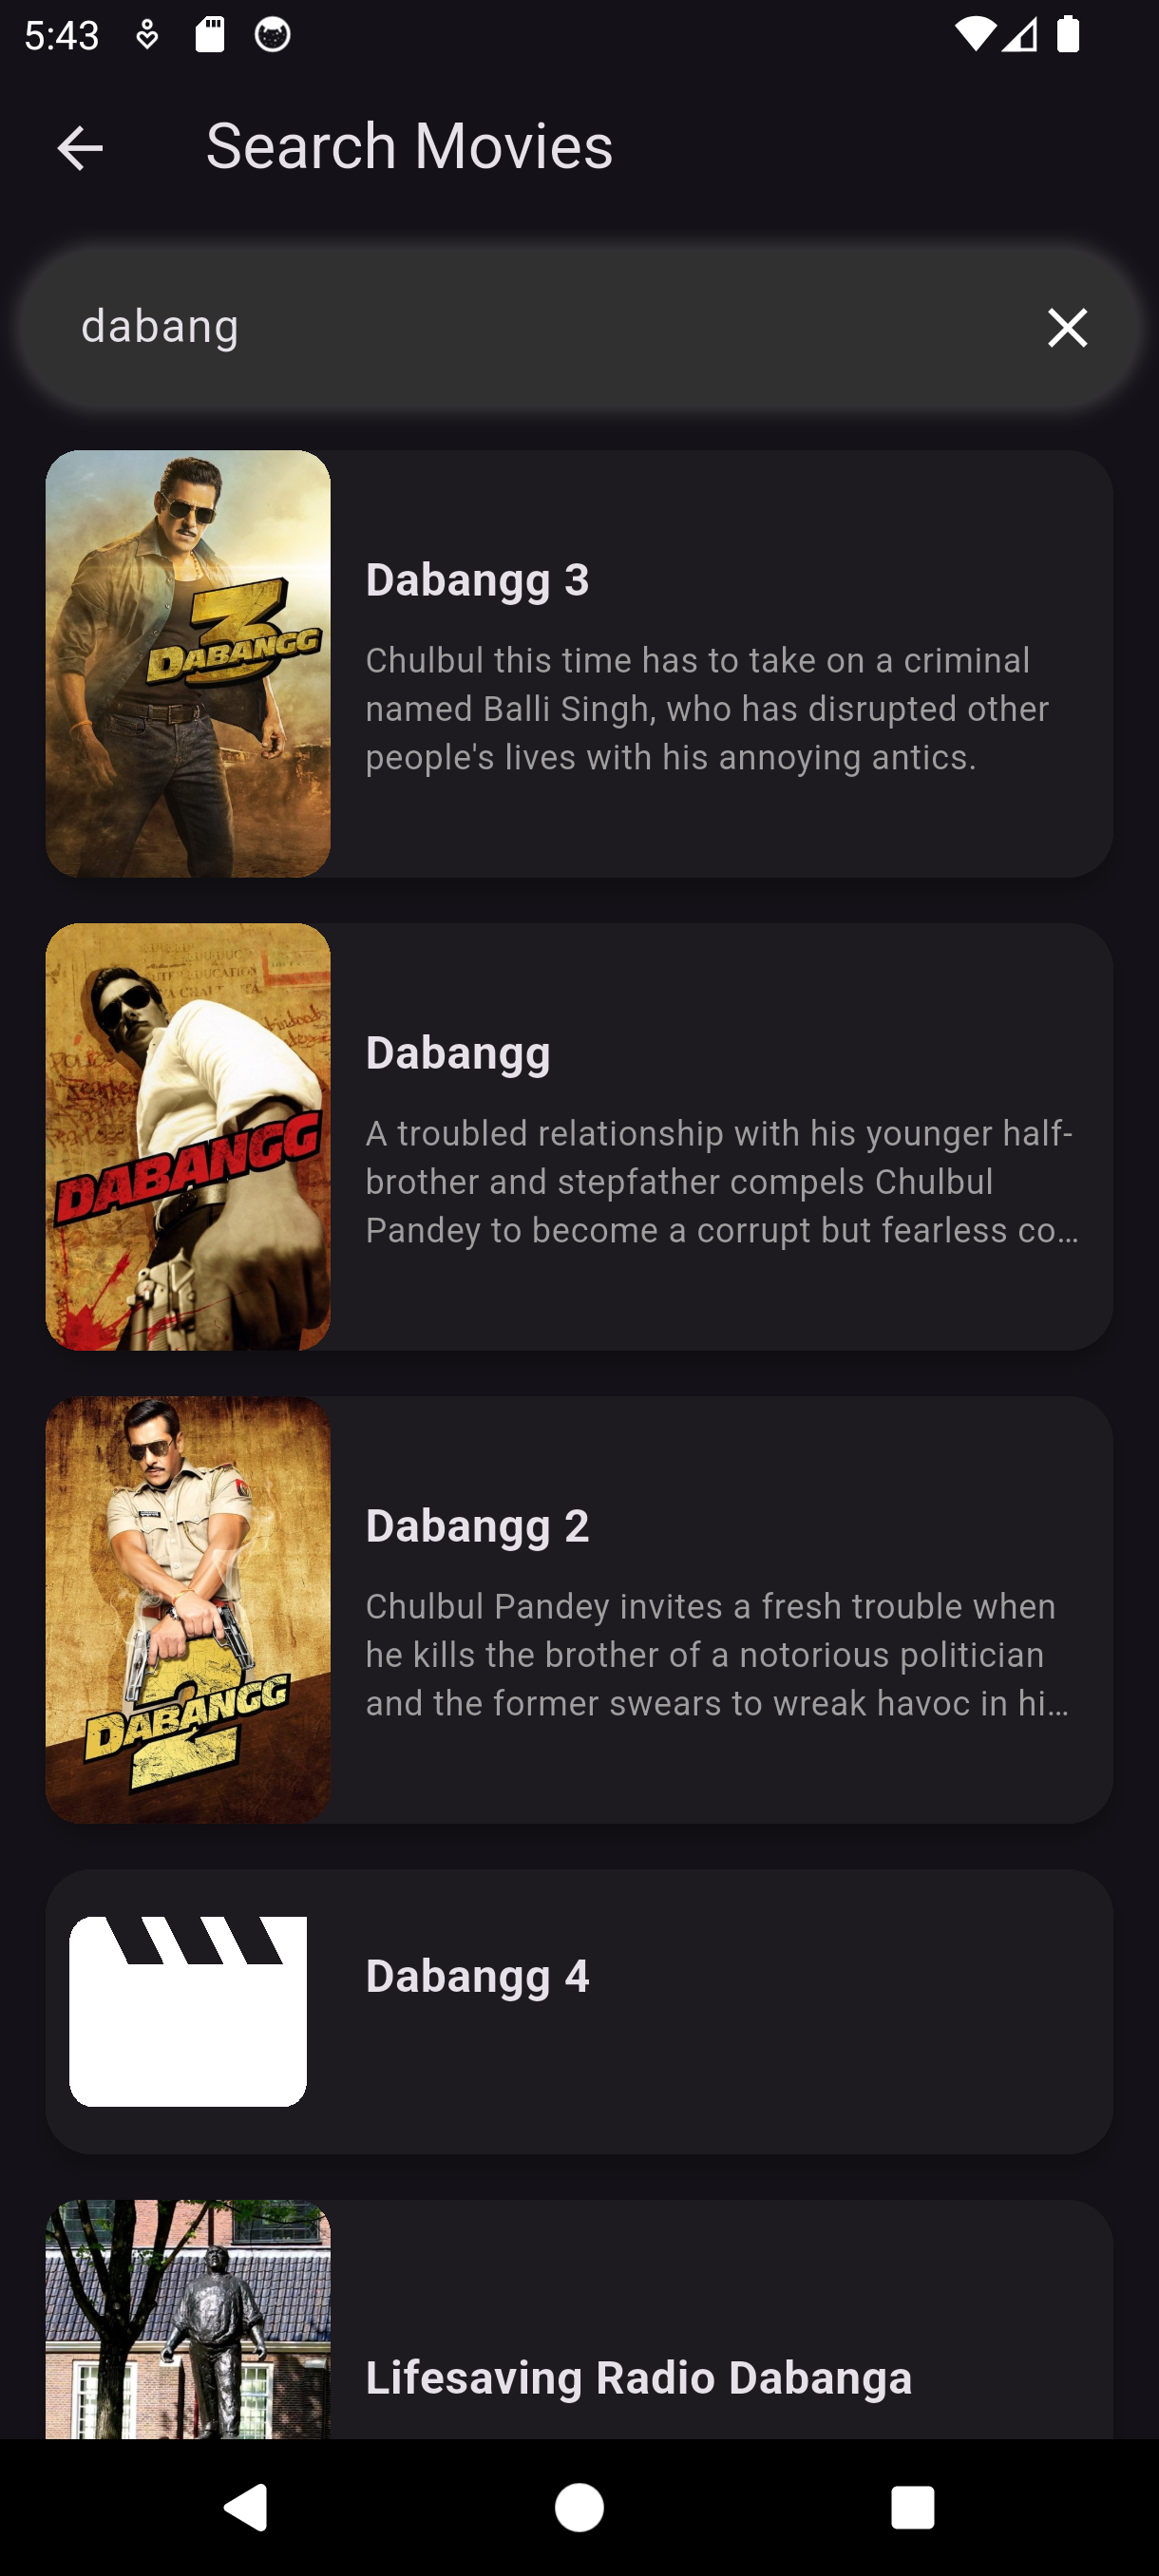 5:43
Search Movies
dabang
3
DABANGG
Dabangg 3
Chulbul this time has to take on a criminal
named Balli Singh, who has disrupted other
people's lives with his annoying antics.
DABANGG
Dabangg
A troubled relationship with his younger half-
brother and stepfather compels Chulbul
Pandey to become a corrupt but fearless co…
2
DABANGG
Dabangg 2
Chulbul Pandey invites a fresh trouble when
he kills the brother of a notorious politician
and the former swears to wreak havoc in hi…
Dabangg 4
Lifesaving Radio Dabanga